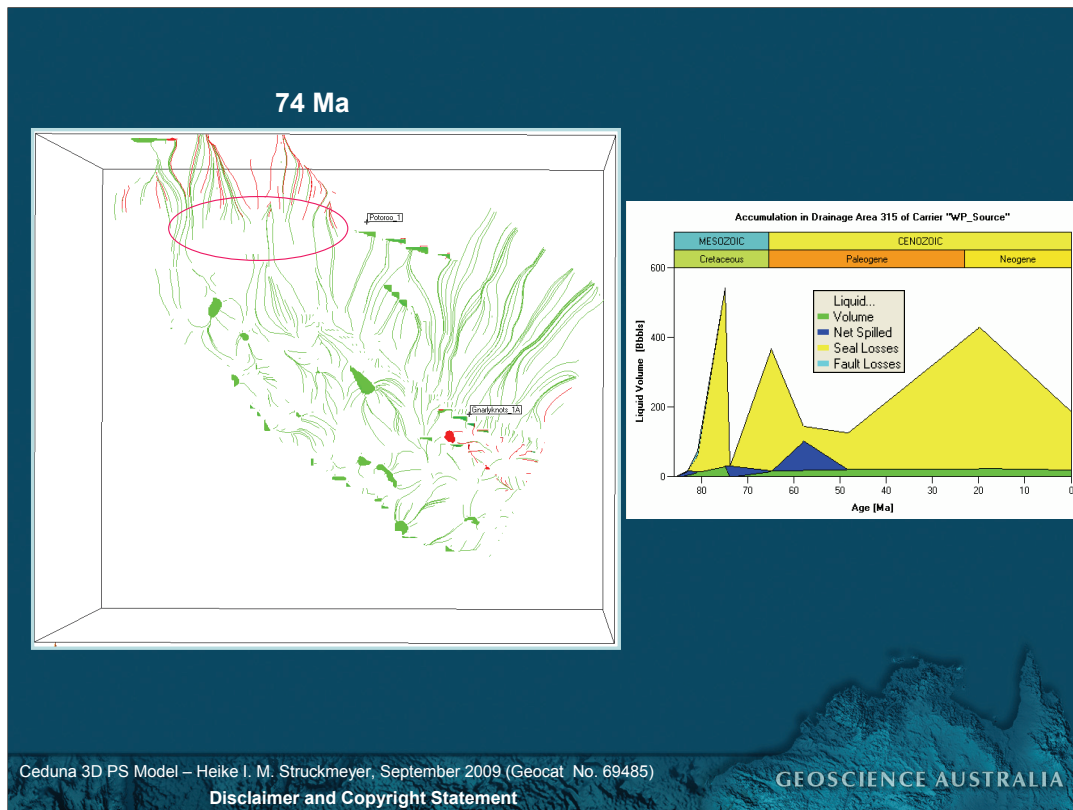 74 Ma
Potoroo_1
Gnarlyknots_1A
Accumulation in Drainage Area 315 of Carrier "WP_Source"
MESOZOIC CENOZOIC
Cretaceous Paleogene Neogene
600
400
200
0
Liquid Volume [Bbbls]
Liquid...
Volume
Net Spilled
Seal Losses
Fault Losses
80 70 60 50 40 30 20 10 0
Age [Ma]
Ceduna 3D PS Model – Heike I. M. Struckmeyer, September 2009 (Geocat No. 69485)
Disclaimer and Copyright Statement
GEOSCIENCE AUSTRALIA